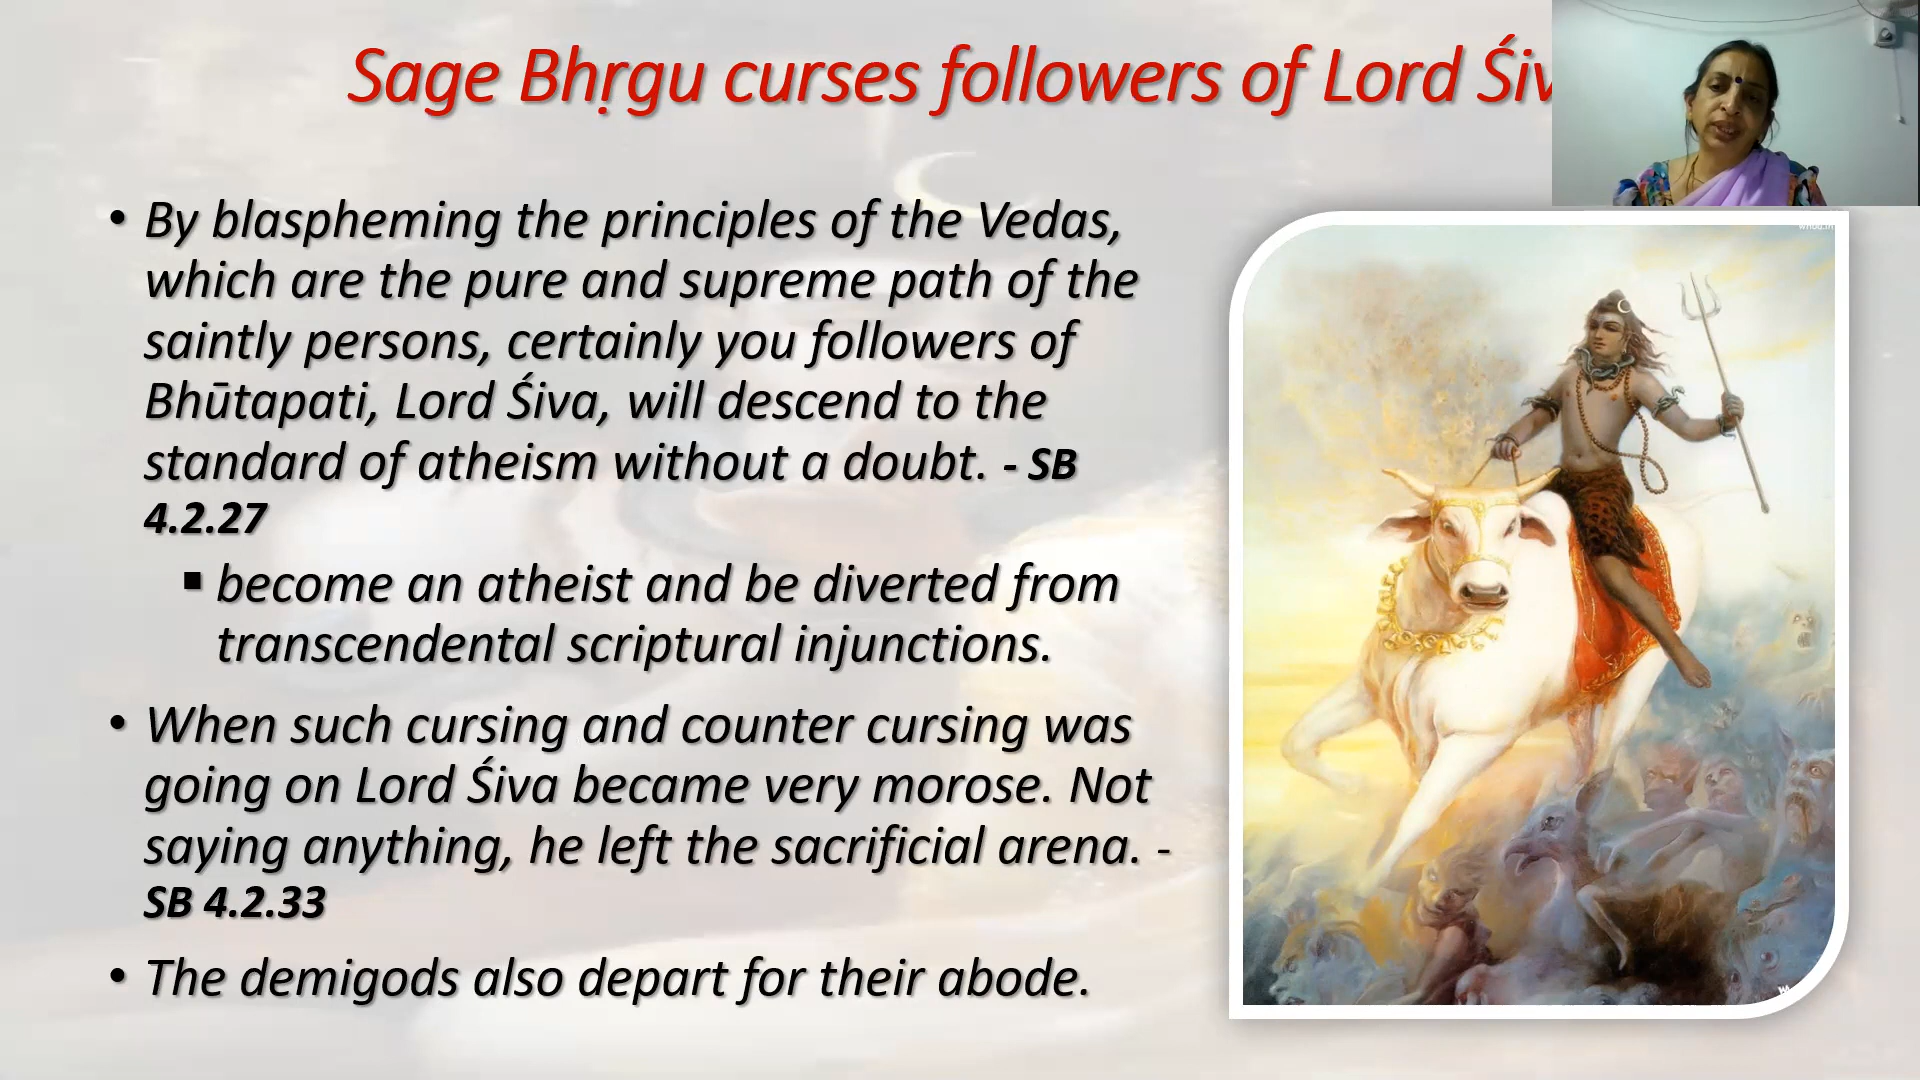 Sage Bhṛgu curses followers of Lord Śiv
• By blaspheming the principles of the Vedas,
which are the pure and supreme path of the
saintly persons, certainly you followers of
Bhūtapati, Lord Śiva, will descend to the
standard of atheism without a doubt. - SB
4.2.27
▪ become an atheist and be diverted from
transcendental scriptural injunctions.
• When such cursing and counter cursing was
going on Lord Śiva became very morose. Not
saying anything, he left the sacrificial arena. -
SB 4.2.33
• The demigods also depart for their abode.